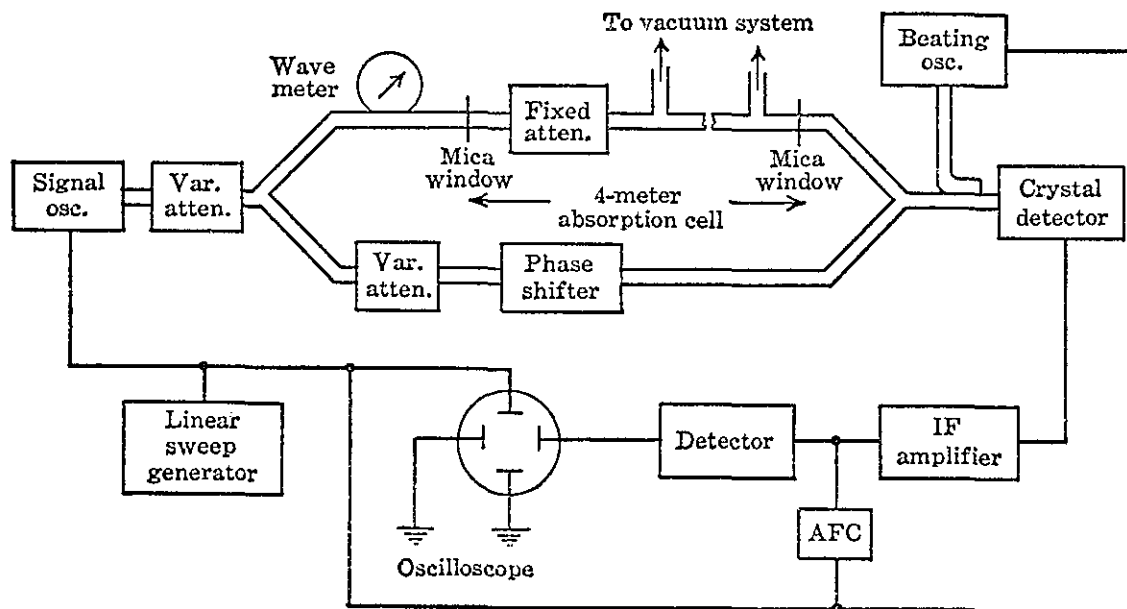 To vacuum system
Beating
osc.
Wave
meter
Fixed
atten.
Mica
window
Mica
window
Signal
osc.
Var.
atten.
4-meter
absorption cell
Crystal
detector
Var.
atten.
Phase
shifter
Linear
sweep
generator
Detector
IF
amplifier
AFC
Oscilloscope